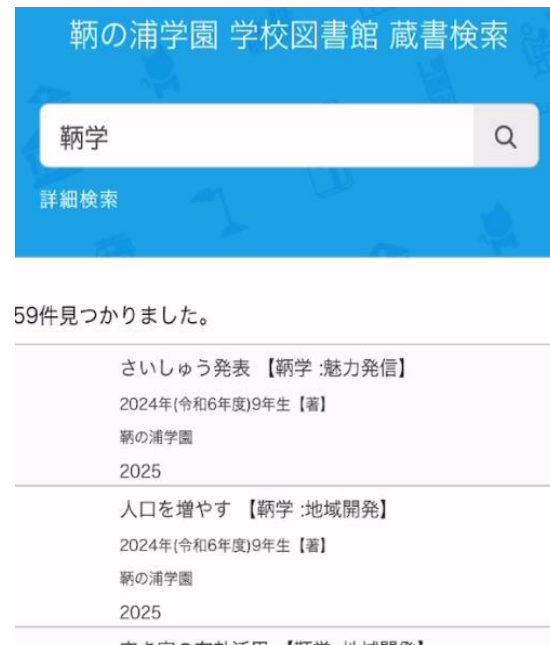 鞆の浦学園 学校図書館 蔵書検索
鞆学
詳細検索
59件見つかりました。
さいしゅう発表 【鞆学 :魅力発信】
2024年(令和6年度)9年生【著】
鞆の浦学園
2025
人口を増やす 【鞆学 :地域開発】
2024年(令和6年度)9年生【著】
鞆の浦学園
2025